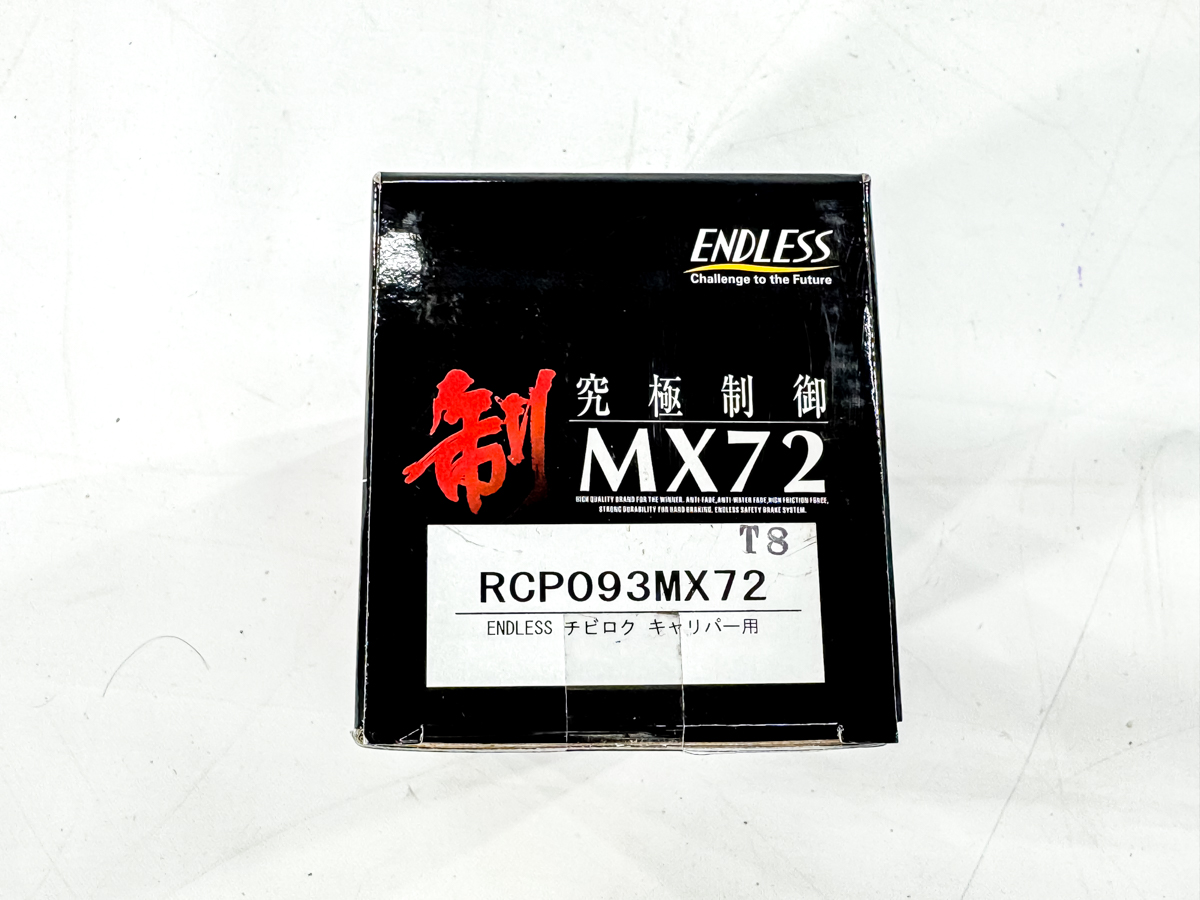 ENDLESS
Challenge to the Future
制
究極制御
MX72
HIGH QUALITY BRAND FOR THE WINNER. ANTI-FADE,ANTI-WATER FADE,HIGH FRICTION FORCE,
STRONG DURABILITY FOR HARD BRAKING. ENDLESS SAFETY BRAKE SYSTEM.
T8
RCP093MX72
ENDLESS チビロク キャリパー用